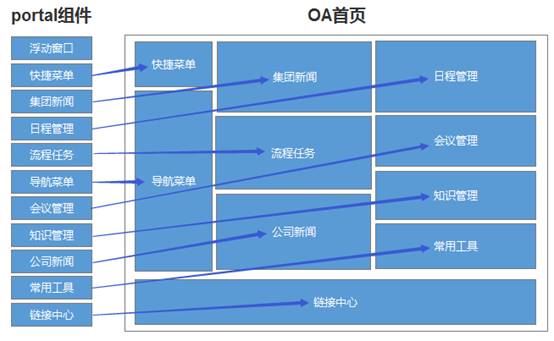 portal组件
OA首页
浮动窗口
快捷菜单
集团新闻
日程管理
流程任务
导航菜单
会议管理
知识管理
公司新闻
常用工具
链接中心
快捷菜单
集团新闻
日程管理
导航菜单
流程任务
会议管理
公司新闻
知识管理
常用工具
链接中心